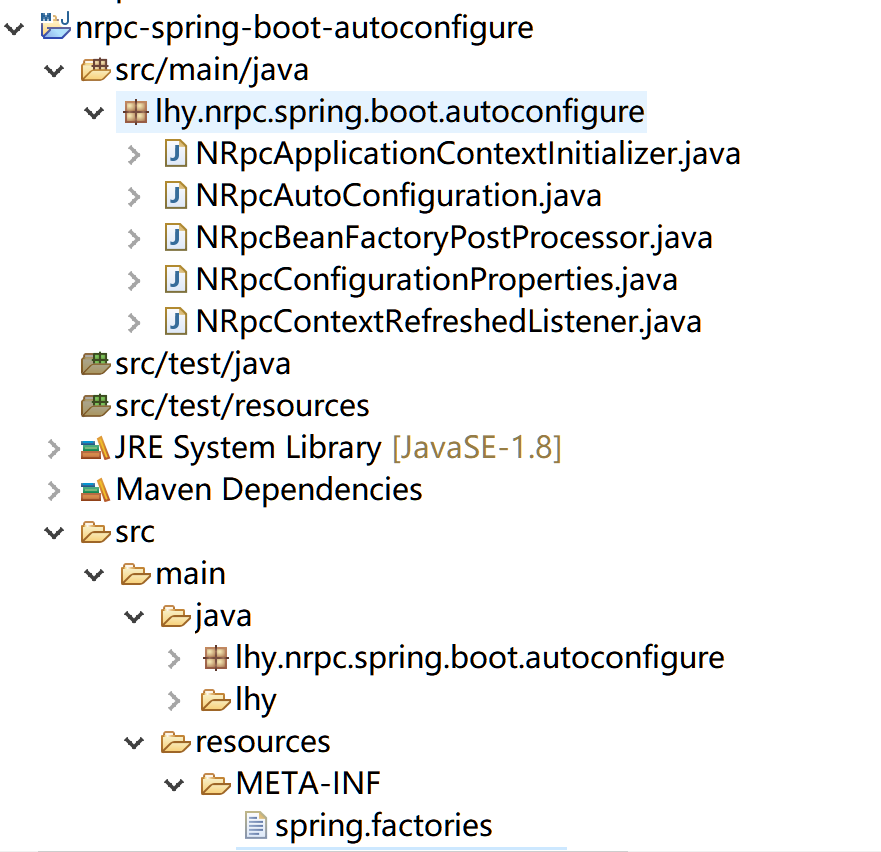 nrpc-spring-boot-autoconfigure
src/main/java
lhy.nrpc.spring.boot.autoconfigure
NRpcApplicationContextInitializer.java
NRpcAutoConfiguration.java
NRpcBeanFactoryPostProcessor.java
NRpcConfigurationProperties.java
NRpcContextRefreshedListener.java
src/test/java
src/test/resources
JRE System Library [JavaSE-1.8]
Maven Dependencies
src
main
java
lhy.nrpc.spring.boot.autoconfigure
lhy
resources
META-INF
spring.factories